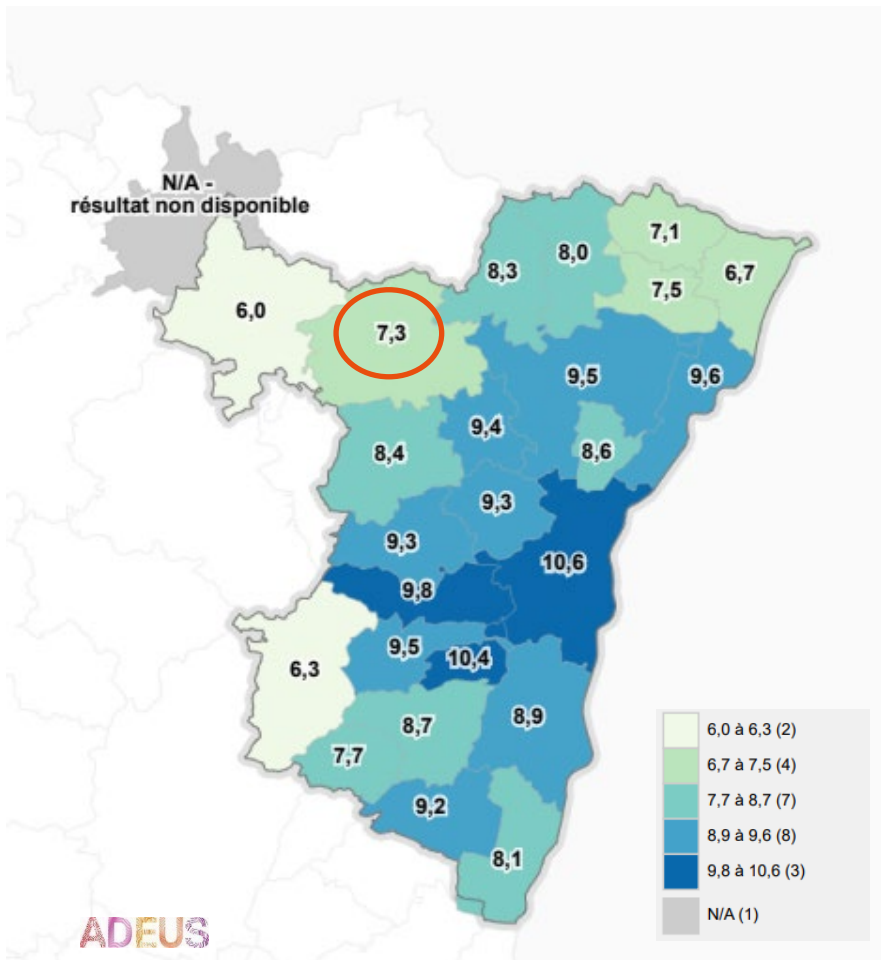 N/A -
résultat non disponible
7,1
8,0
8,3
6,7
7,5
6,0
7,3
9,5
9,6
9,4
8,4
8,6
9,3
9,3
10,6
9,8
9,5
10,4
6,3
8,9
8,7
7,7
9,2
8,1
6,0 à 6,3 (2)
6,7 à 7,5 (4)
7,7 à 8,7 (7)
8,9 à 9,6 (8)
9,8 à 10,6 (3)
N/A (1)
ADEUS